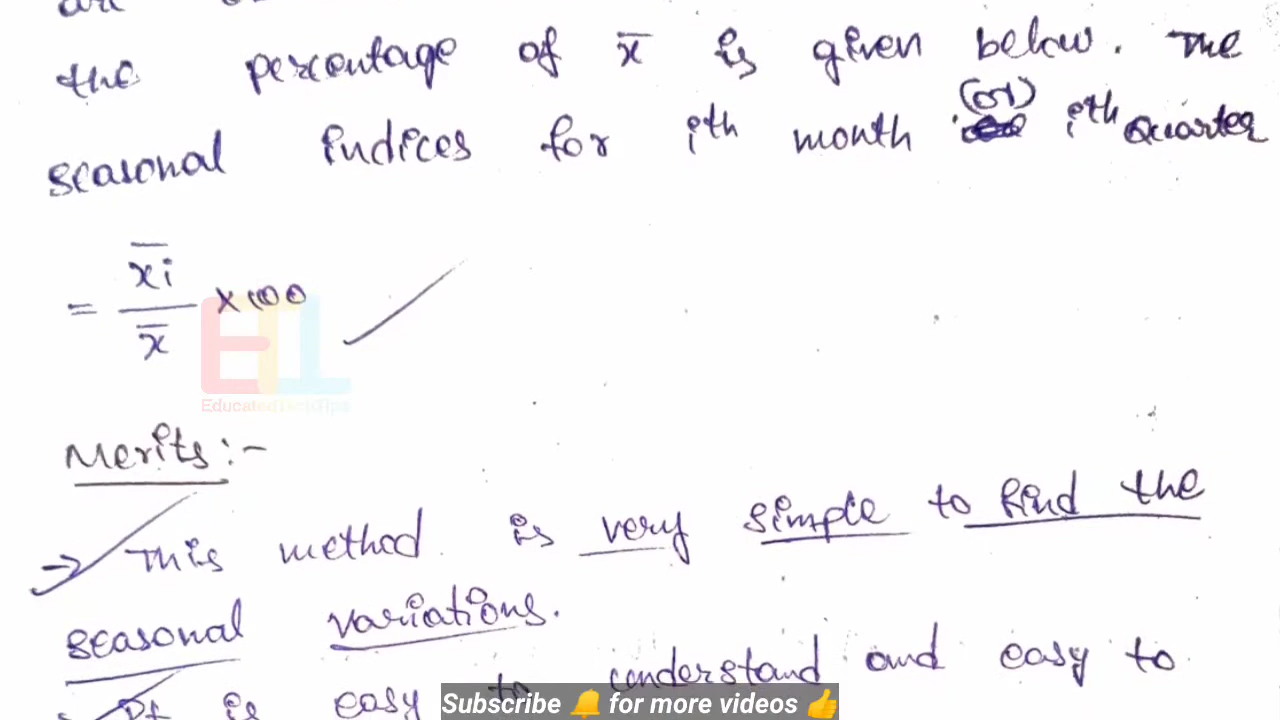 the percentage of x̅ is given below. The
seasonal indices for ith month (or) ith Quarter
= x̅i / x̅ × 100
Merits :-
→ This method is very simple to find the
seasonal variations.
It is easy to understand and easy to
Subscribe 🔔 for more videos 👍